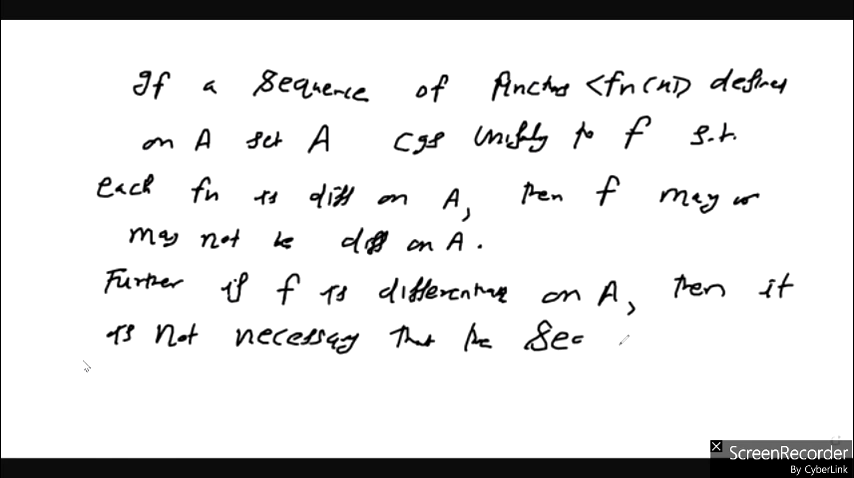 If a Sequence of functns <fn(x)> defined
on A set A cgs unifly to f s.t.
each fn is diff on A, then f may or
may not be diff on A.
Further if f is differentiable on A, then it
is not necessary that the Sec
ScreenRecorder
By CyberLink